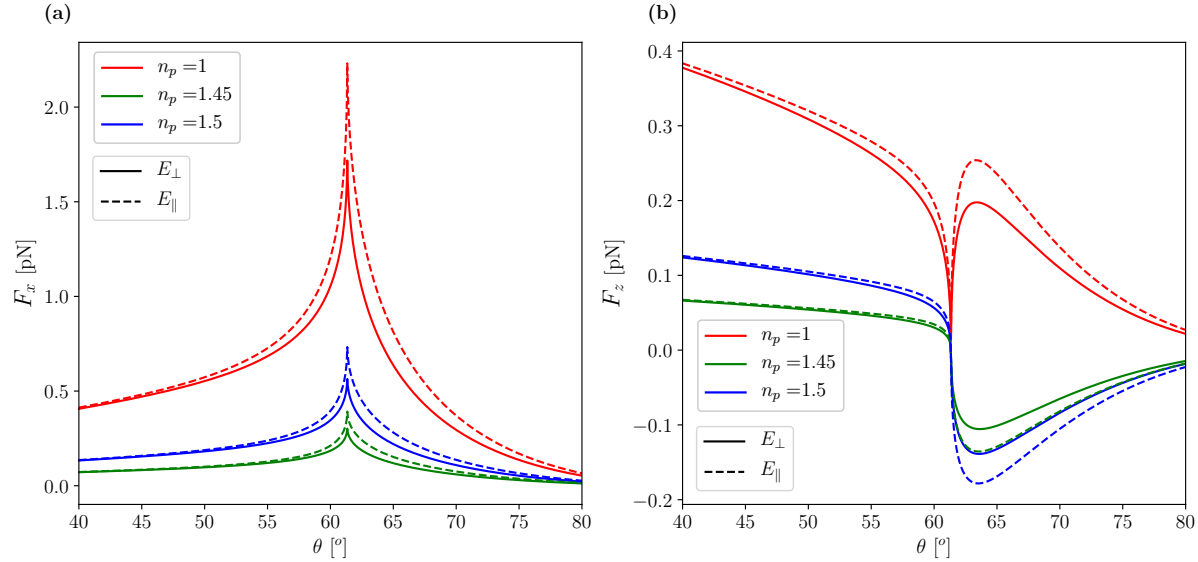 (a)
F_x [pN]
2.0
1.5
1.0
0.5
0.0
n_p =1
n_p =1.45
n_p =1.5
E_⊥
E_∥
40 45 50 55 60 65 70 75 80
θ [°]
(b)
F_z [pN]
0.4
0.3
0.2
0.1
0.0
−0.1
−0.2
n_p =1
n_p =1.45
n_p =1.5
E_⊥
E_∥
40 45 50 55 60 65 70 75 80
θ [°]